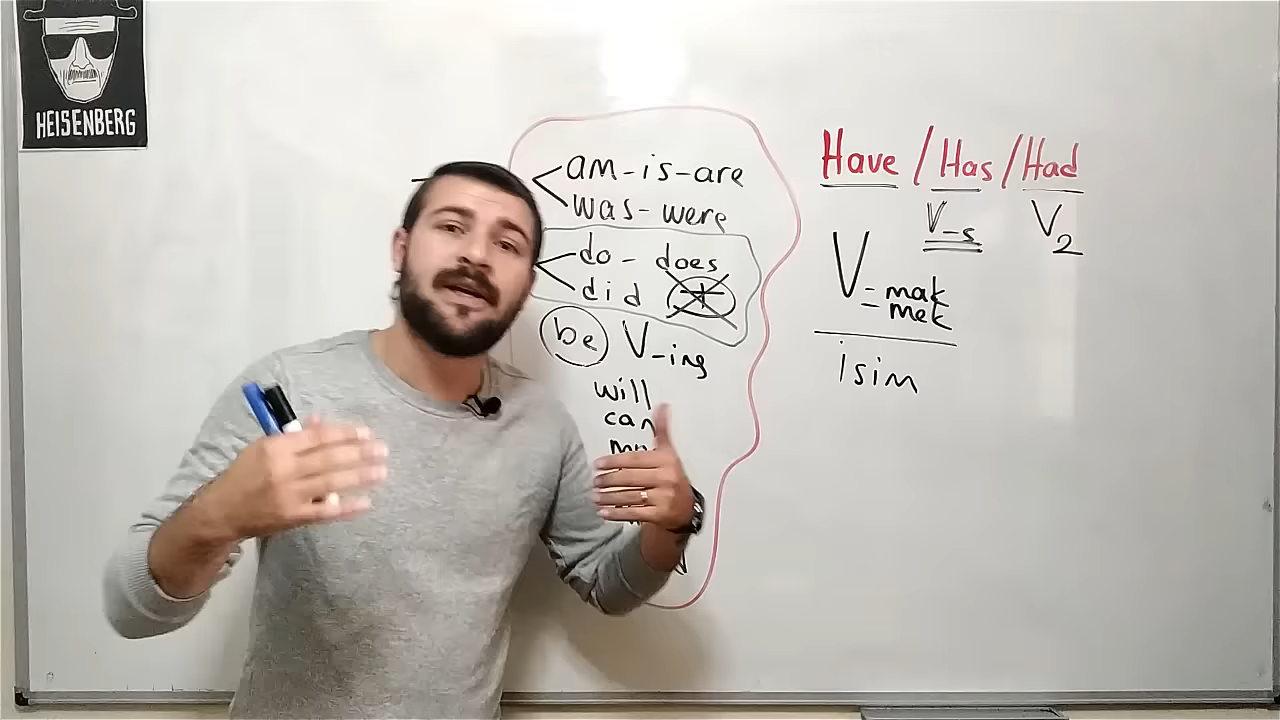 HEISENBERG
am-is-are
was-were
do - does
did +
be V-ing
will
can
Have / Has / Had
V-s V2
V-mak
-mek
isim